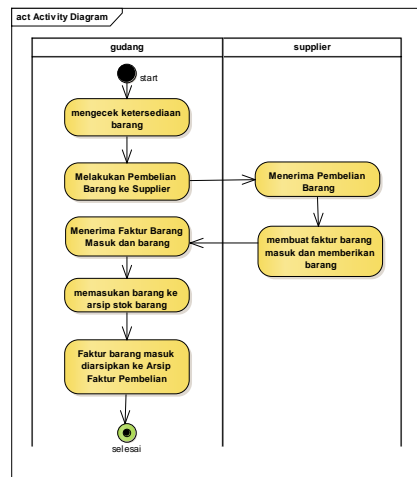 act Activity Diagram
gudang
supplier
start
mengecek ketersediaan
barang
Melakukan Pembelian
Barang ke Supplier
Menerima Pembelian
Barang
membuat faktur barang
masuk dan memberikan
barang
Menerima Faktur Barang
Masuk dan barang
memasukan barang ke
arsip stok barang
Faktur barang masuk
diarsipkan ke Arsip
Faktur Pembelian
selesai